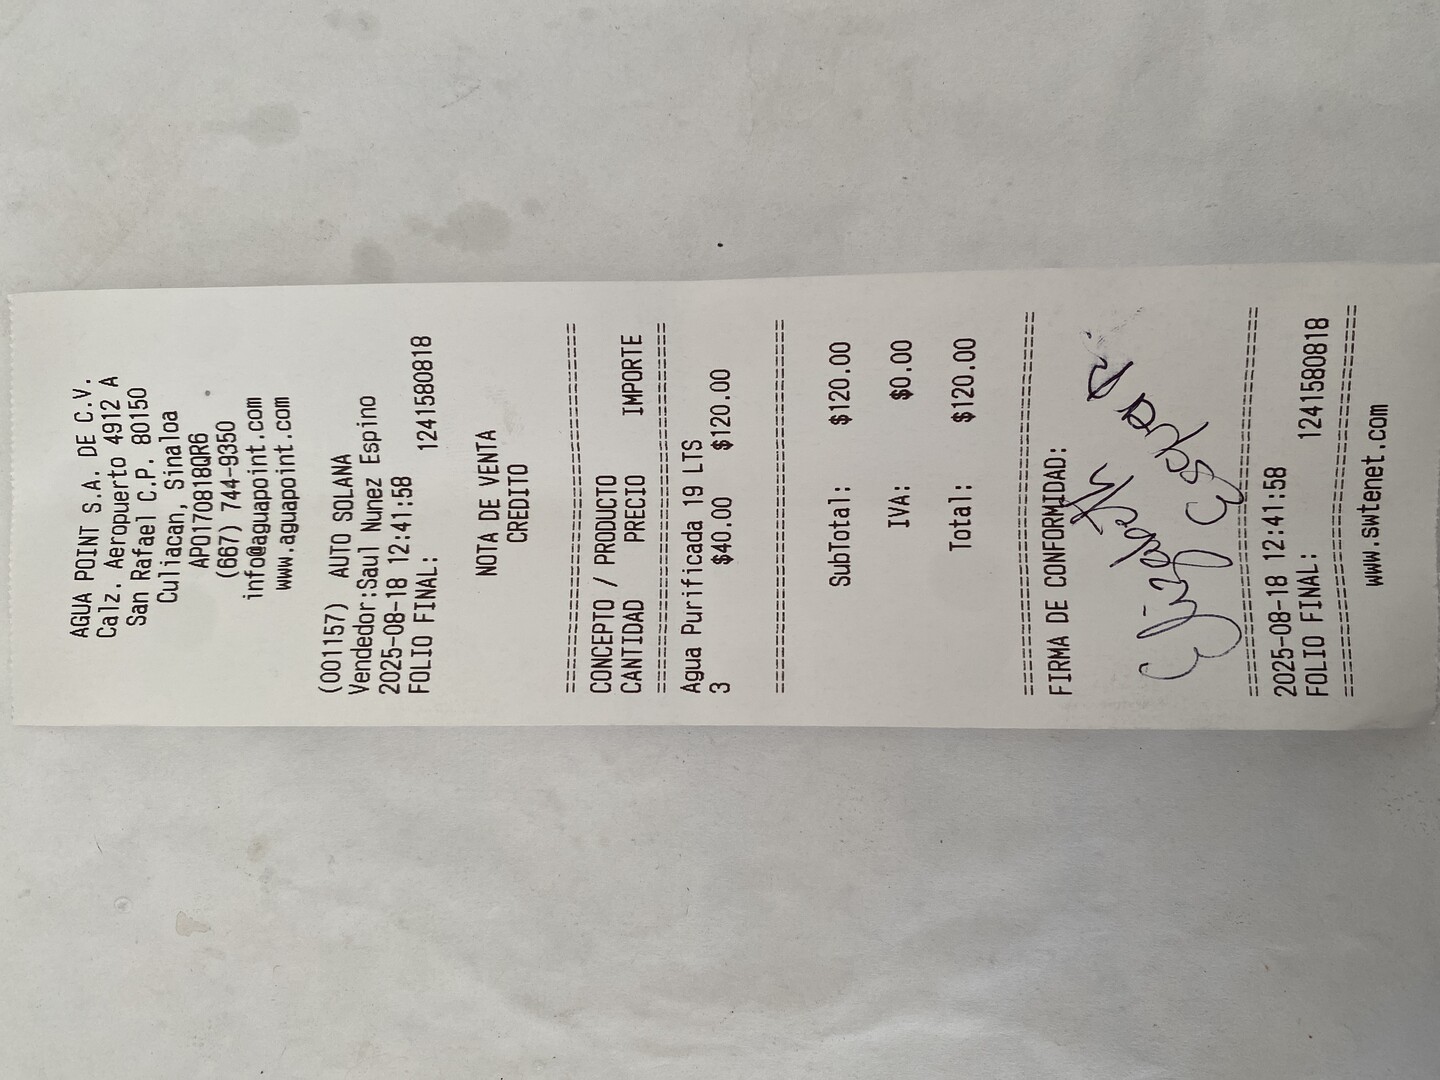 AGUA POINT S.A. DE C.V.
Calz. Aeropuerto 4912 A
San Rafael C.P. 80150
Culiacan, Sinaloa
APO170818QR6
(667) 744-9350
info@aguapoint.com
www.aguapoint.com
(001157) AUTO SOLANA
Vendedor:Saul Nunez Espino
2025-08-18 12:41:58
FOLIO FINAL: 1241580818
NOTA DE VENTA
CREDITO
CONCEPTO / PRODUCTO
CANTIDAD PRECIO IMPORTE
Agua Purificada 19 LTS
3 $40.00 $120.00
SubTotal: $120.00
IVA: $0.00
Total: $120.00
FIRMA DE CONFORMIDAD:
Elizabeth
2025-08-18 12:41:58
FOLIO FINAL: 1241580818
www.swtenet.com